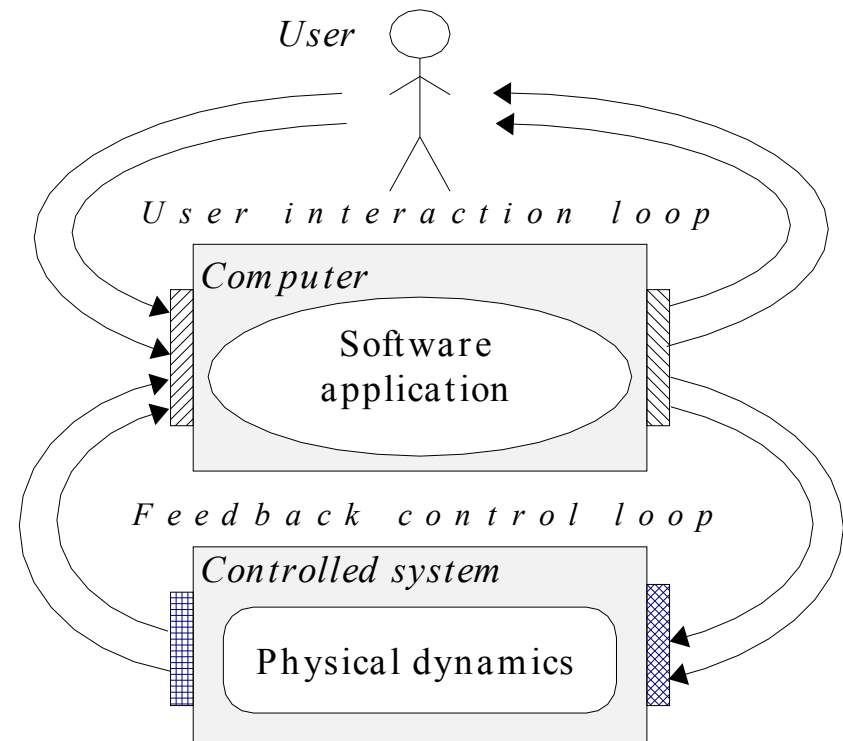 User
User interaction loop
Computer
Software
application
Feedback control loop
Controlled system
Physical dynamics